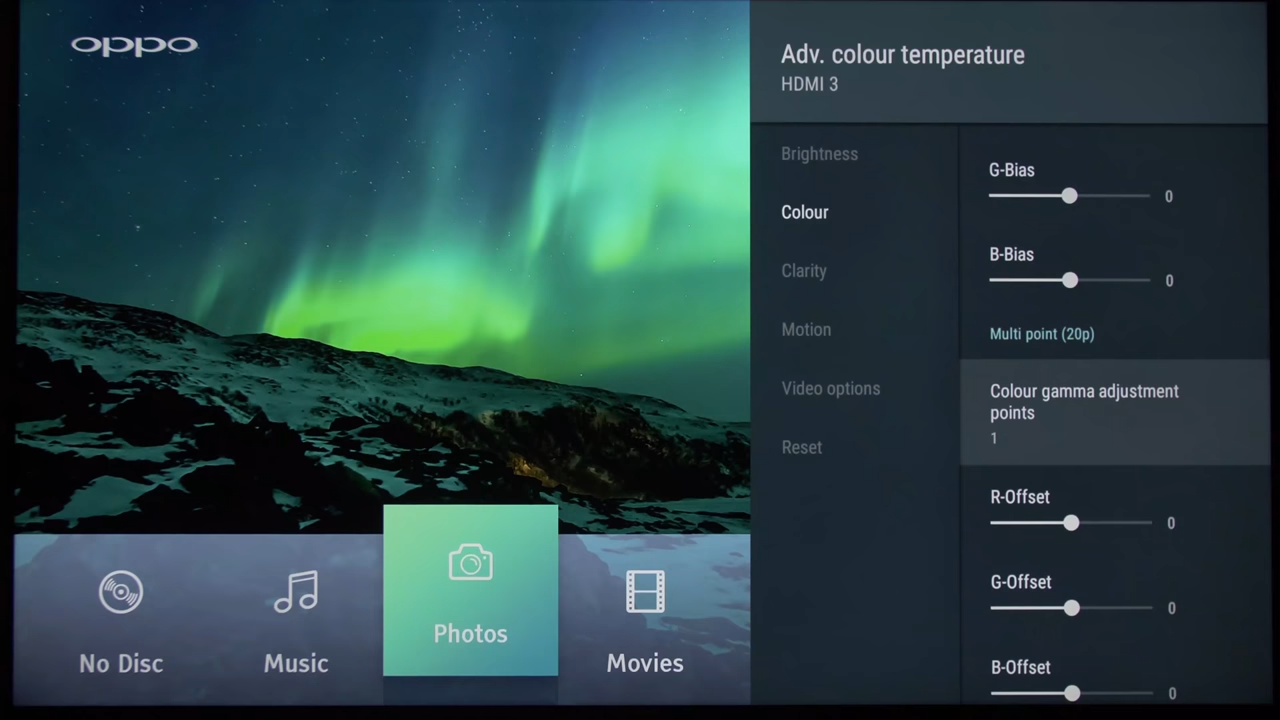 oppo
No Disc
Music
Photos
Movies
Adv. colour temperature
HDMI 3
Brightness
Colour
Clarity
Motion
Video options
Reset
G-Bias
0
B-Bias
0
Multi point (20p)
Colour gamma adjustment
points
1
R-Offset
0
G-Offset
0
B-Offset
0